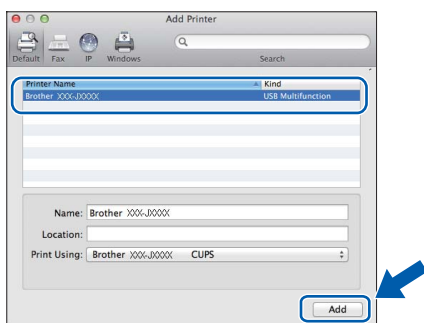 Add Printer
Default Fax IP Windows Search
Printer Name Kind
Brother XXX-JXXXX USB Multifunction
Name: Brother XXX-JXXXX
Location:
Print Using: Brother XXX-JXXXX CUPS
Add